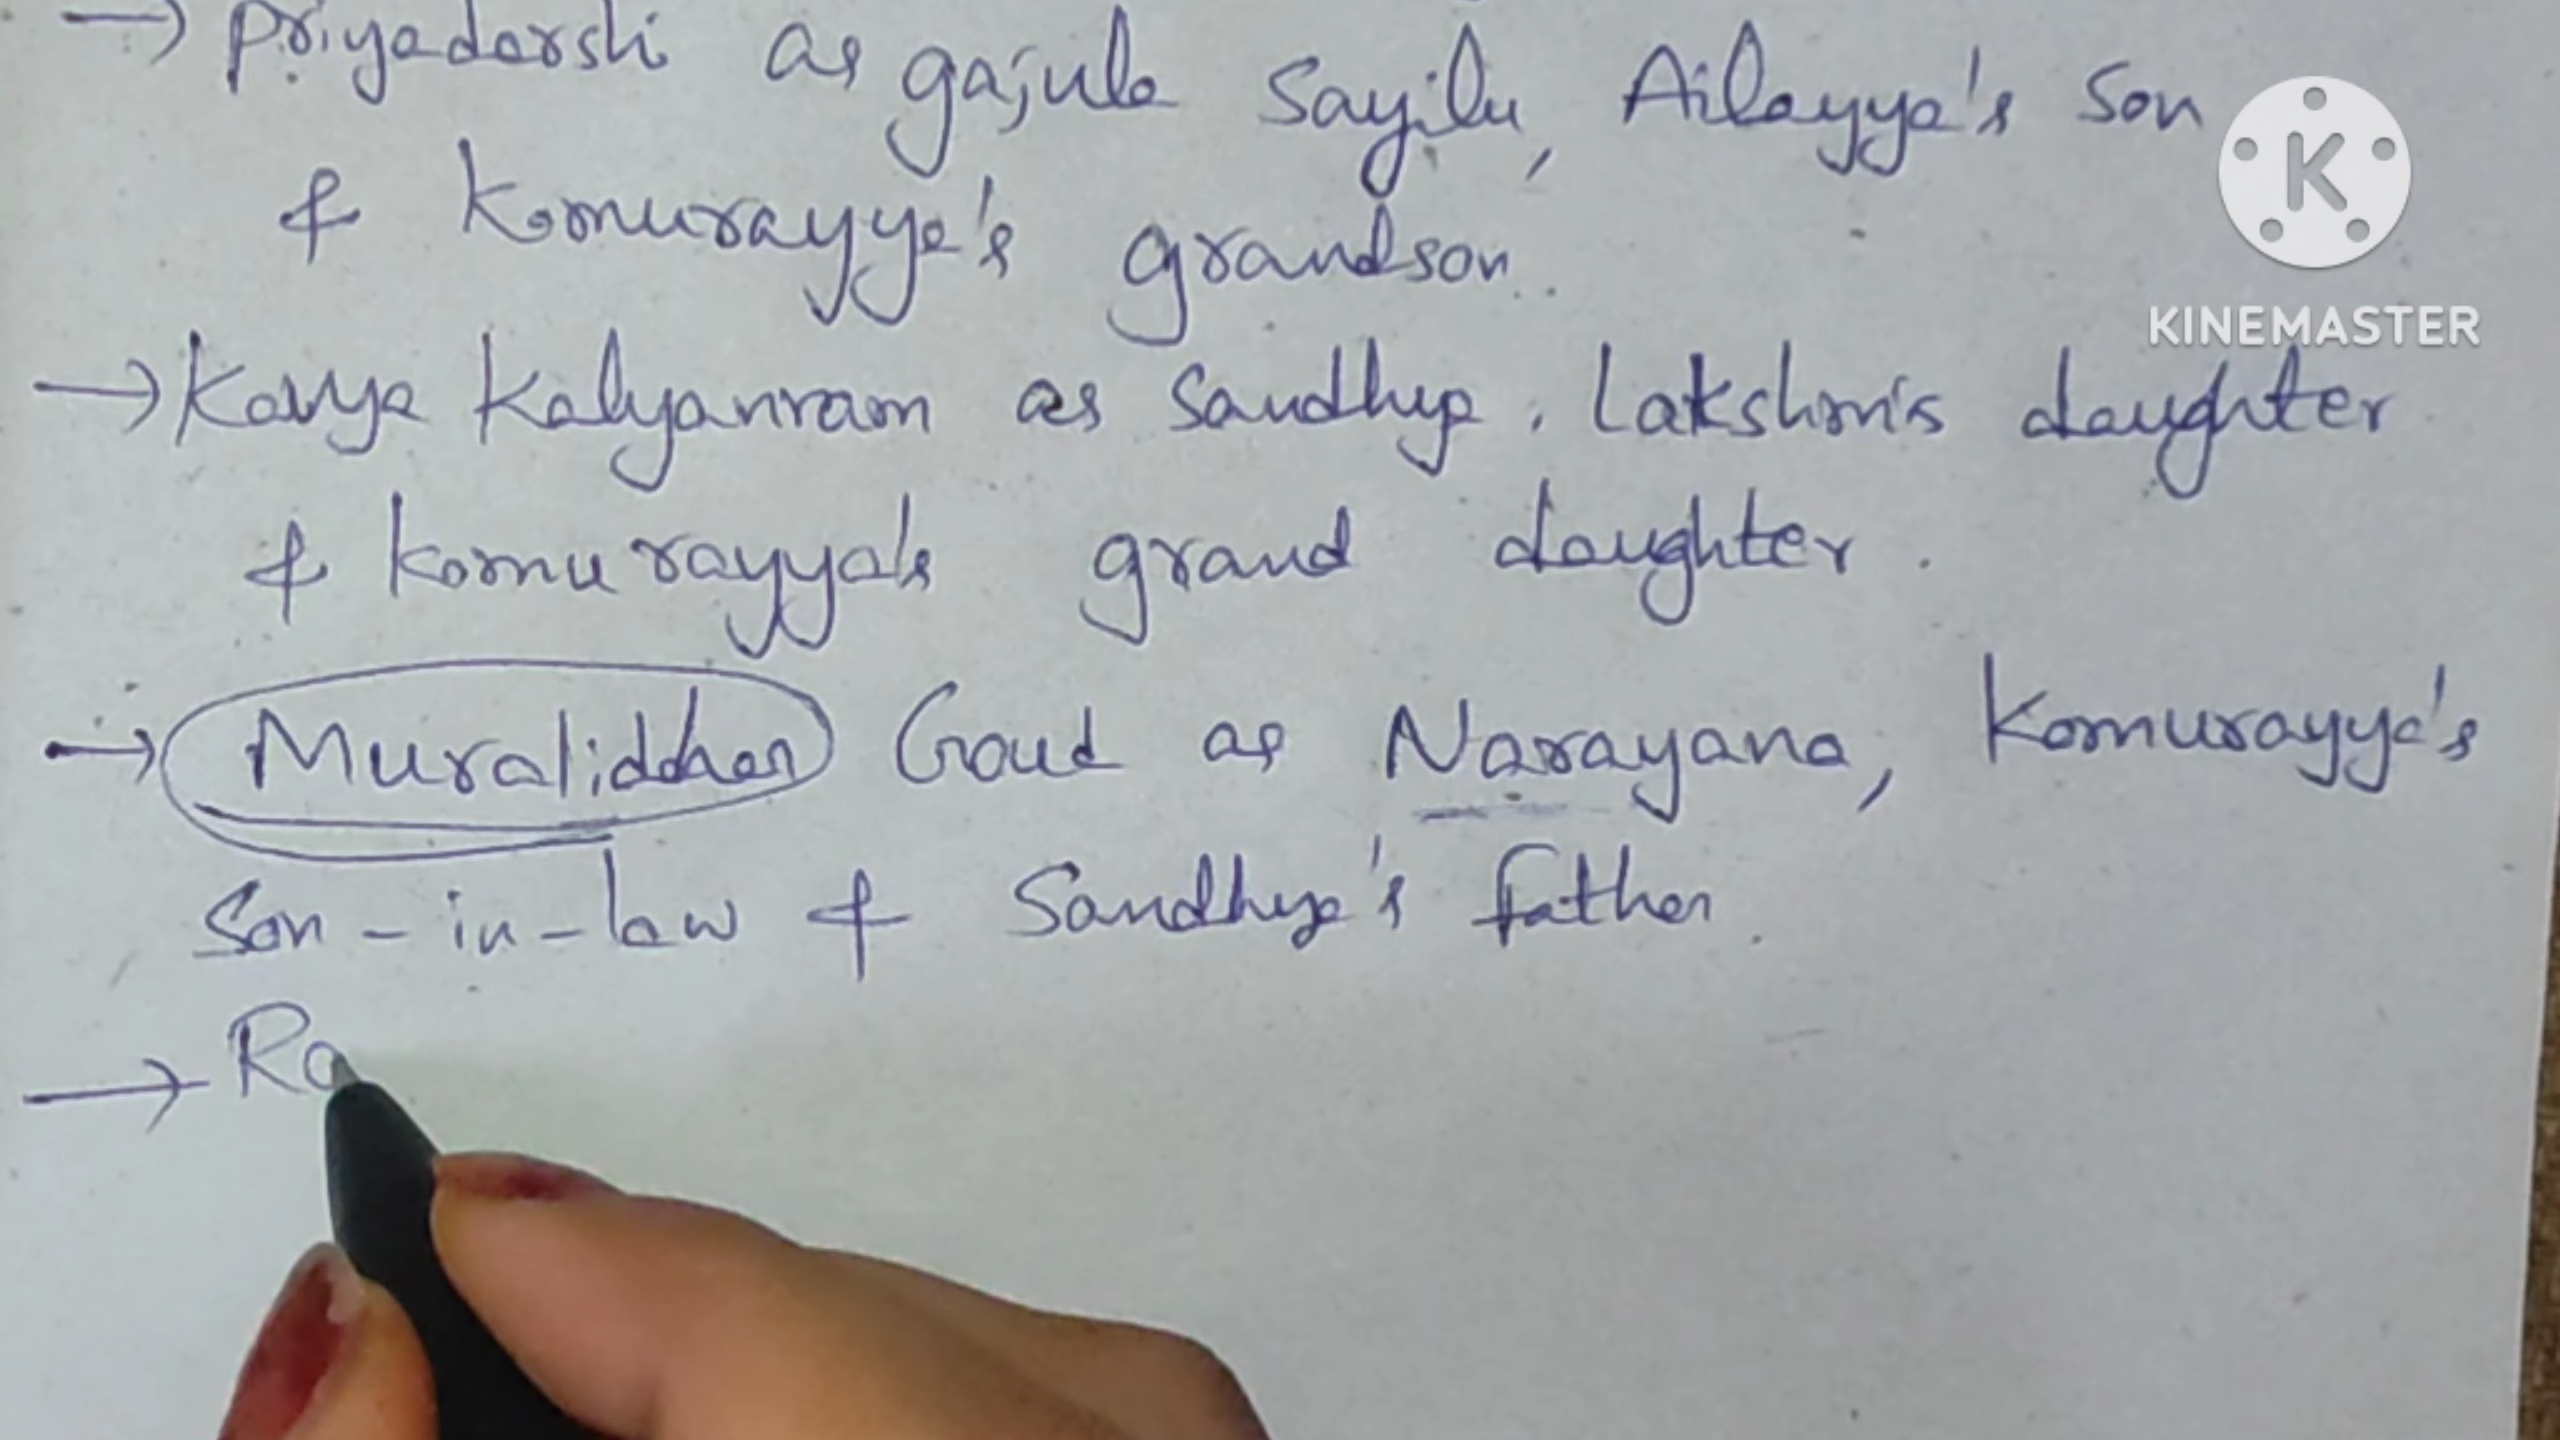 → Priyadarshi as gajula Sayilu, Ailayya's son
& Komurayya's grandson.
→ Kavya Kalyanram as Sandhya, Lakshmi's daughter
& Komurayya's grand daughter.
→ Muraliddhar Goud as Narayana, Komurayya's
Son-in-law & Sandhya's father.
→ Ra
K
KINEMASTER